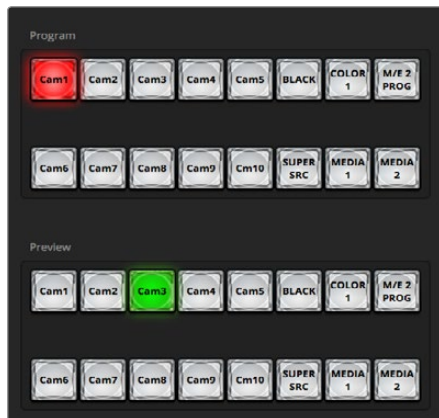 Program
Cam1 Cam2 Cam3 Cam4 Cam5 BLACK COLOR 1 M/E 2 PROG
Cam6 Cam7 Cam8 Cam9 Cm10 SUPER SRC MEDIA 1 MEDIA 2
Preview
Cam1 Cam2 Cam3 Cam4 Cam5 BLACK COLOR 1 M/E 2 PROG
Cam6 Cam7 Cam8 Cam9 Cm10 SUPER SRC MEDIA 1 MEDIA 2